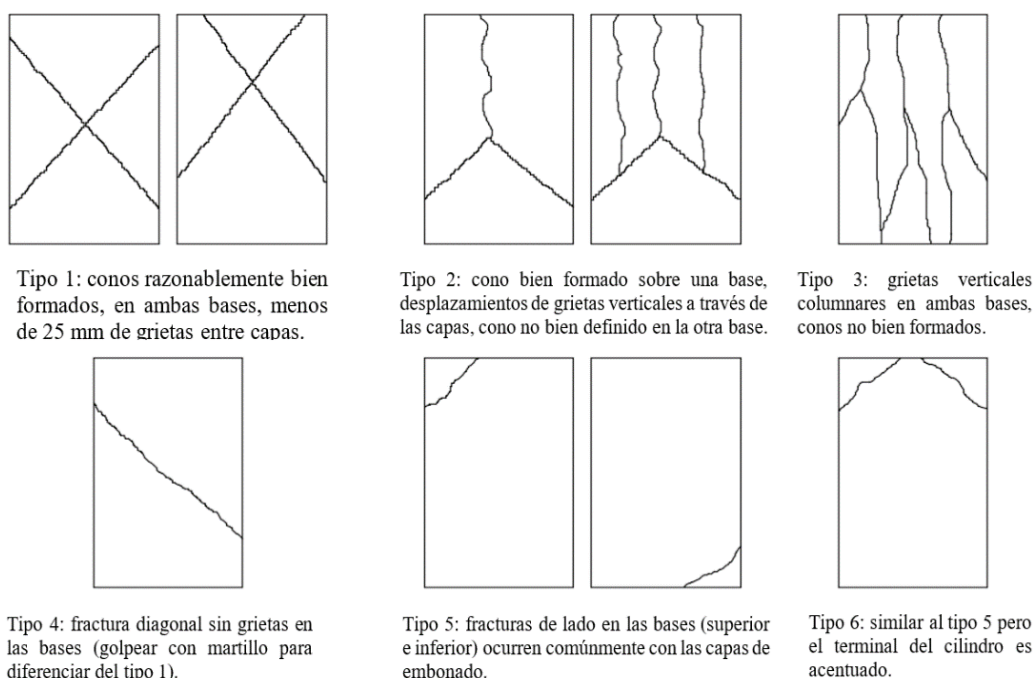 Tipo 1: conos razonablemente bien
formados, en ambas bases, menos
de 25 mm de grietas entre capas.
Tipo 2: cono bien formado sobre una base,
desplazamientos de grietas verticales a través de
las capas, cono no bien definido en la otra base.
Tipo 3: grietas verticales
columnares en ambas bases,
conos no bien formados.
Tipo 4: fractura diagonal sin grietas en
las bases (golpear con martillo para
diferenciar del tipo 1).
Tipo 5: fracturas de lado en las bases (superior
e inferior) ocurren comúnmente con las capas de
embonado.
Tipo 6: similar al tipo 5 pero
el terminal del cilindro es
acentuado.